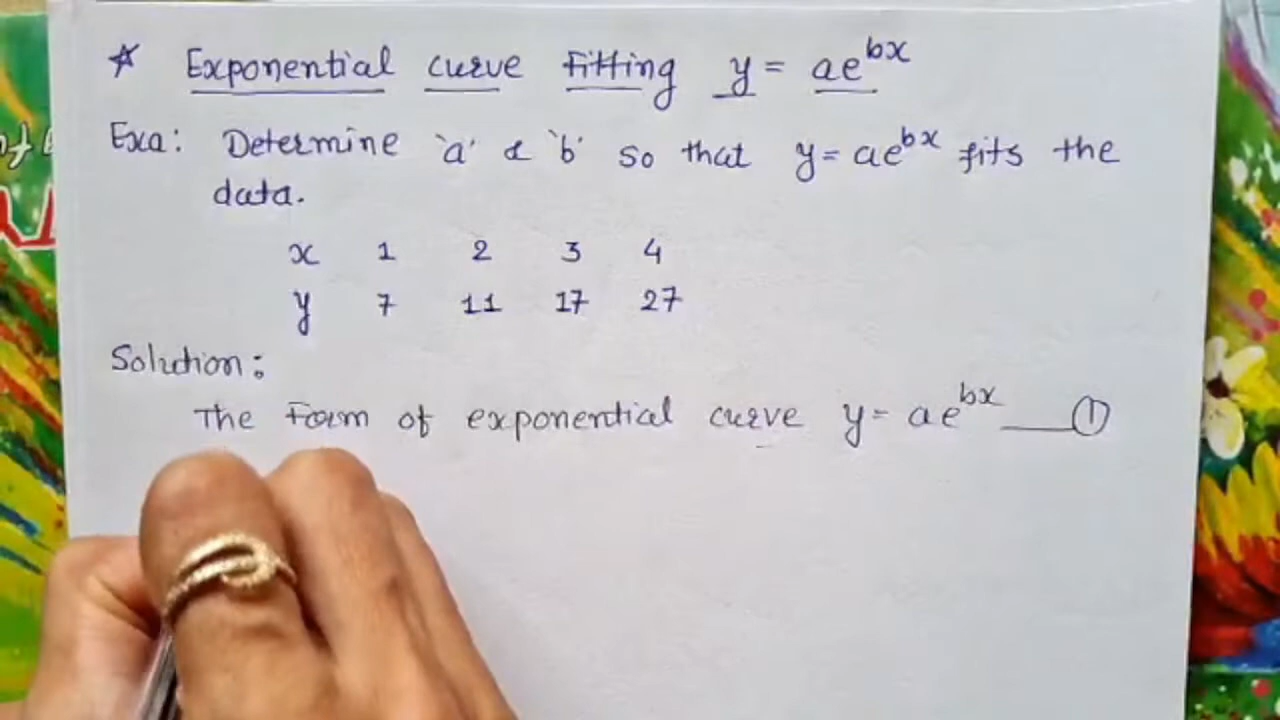 ☆ Exponential curve Fitting y = ae^bx
Exa: Determine 'a' & 'b' so that y = ae^bx fits the
data.
x 1 2 3 4
y 7 11 17 27
Solution:
The Form of exponential curve y = ae^bx ___ ①